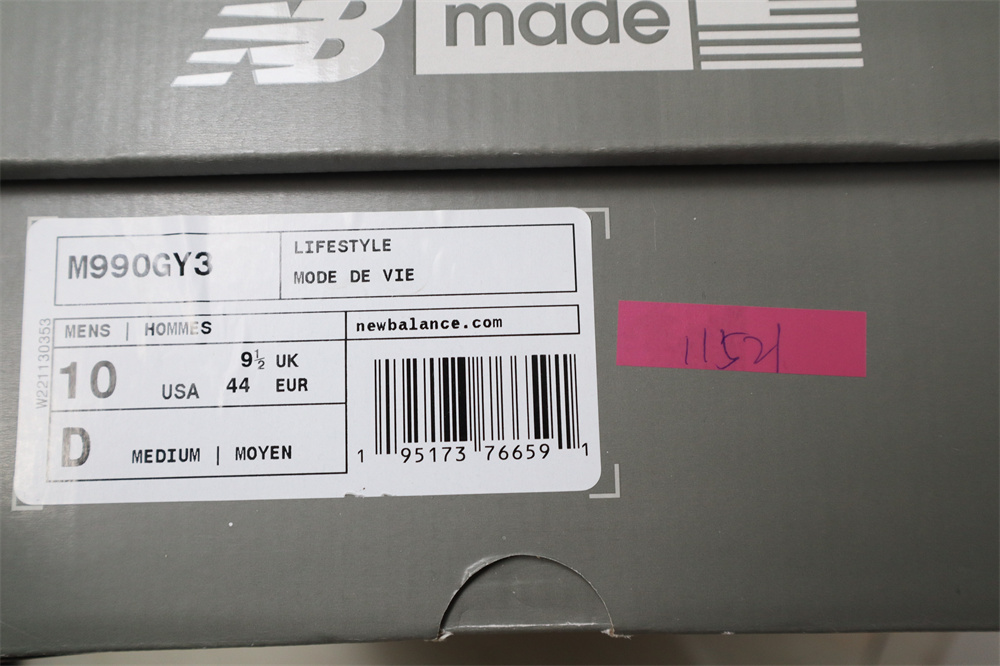 NB
made
M990GY3
LIFESTYLE
MODE DE VIE
MENS | HOMMES
newbalance.com
10 USA
9½ UK
44 EUR
D MEDIUM | MOYEN
1 95173 76659 1
W221130353
11521